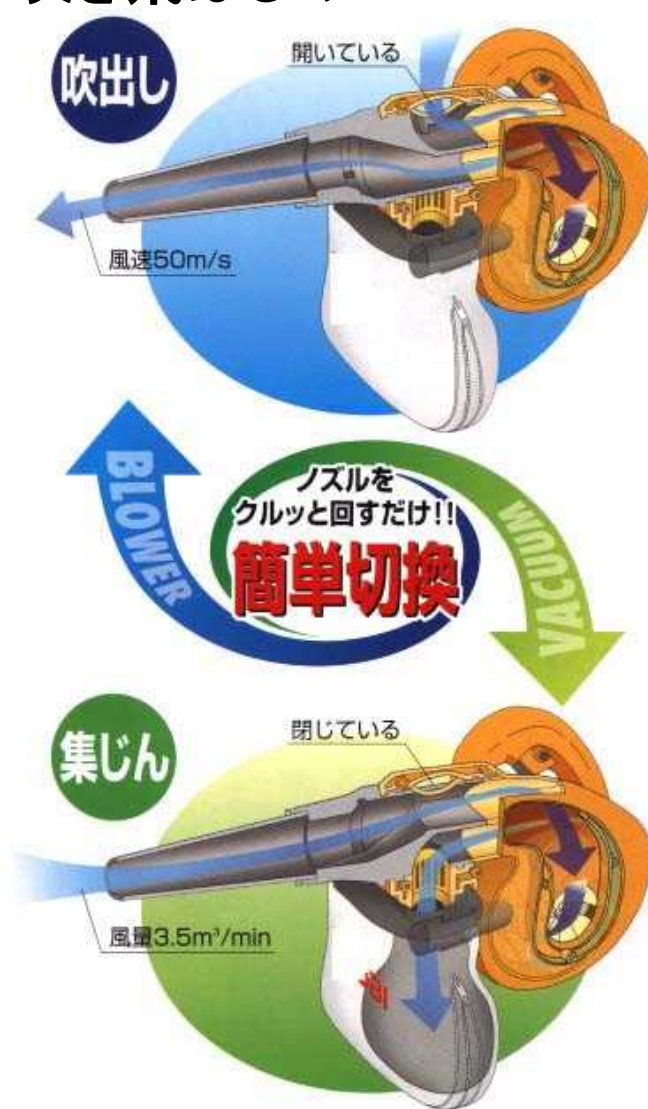 吹出し
開いている
風速50m/s
BLOWER
ノズルを
クルッと回すだけ!!
簡単切換
VACUUM
集じん
閉じている
風量3.5m³/min